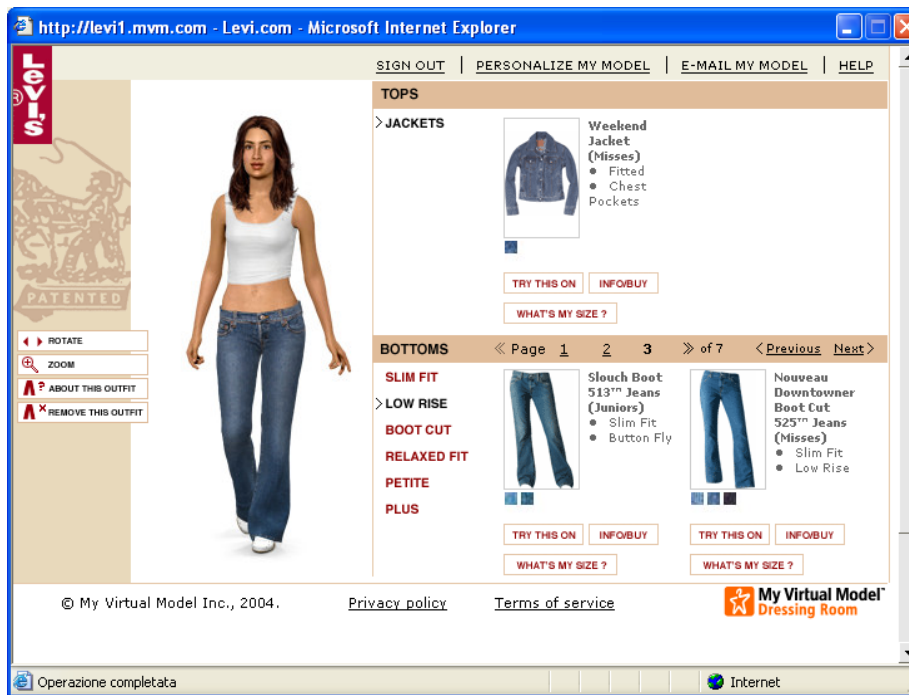 http://levi1.mvm.com - Levi.com - Microsoft Internet Explorer
SIGN OUT | PERSONALIZE MY MODEL | E-MAIL MY MODEL | HELP
Levi's
®
TOPS
JACKETS
Weekend
Jacket
(Misses)
● Fitted
● Chest
Pockets
TRY THIS ON
INFO/BUY
WHAT'S MY SIZE ?
PATENTED
ROTATE
ZOOM
ABOUT THIS OUTFIT
REMOVE THIS OUTFIT
BOTTOMS
≪ Page 1 2 3 ≫ of 7 <Previous Next>
SLIM FIT
LOW RISE
BOOT CUT
RELAXED FIT
PETITE
PLUS
Slouch Boot
513™ Jeans
(Juniors)
● Slim Fit
● Button Fly
TRY THIS ON
INFO/BUY
WHAT'S MY SIZE ?
Nouveau
Downtowner
Boot Cut
525™ Jeans
(Misses)
● Slim Fit
● Low Rise
TRY THIS ON
INFO/BUY
WHAT'S MY SIZE ?
© My Virtual Model Inc., 2004.
Privacy policy
Terms of service
My Virtual Model™
Dressing Room
Operazione completata
Internet